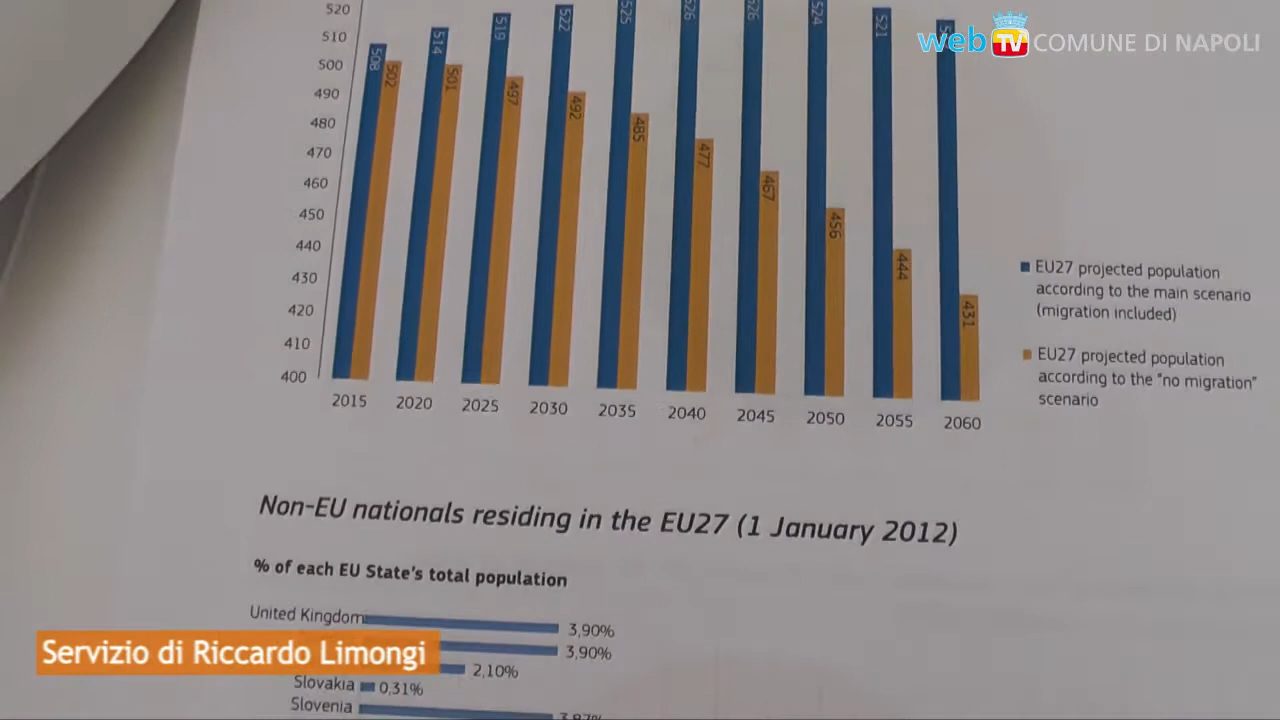 web TV COMUNE DI NAPOLI
520
510
500
490
480
470
460
450
440
430
420
410
400
508
502
514
501
519
497
522
492
525
485
526
477
526
467
524
456
521
444
431
2015 2020 2025 2030 2035 2040 2045 2050 2055 2060
EU27 projected population
according to the main scenario
(migration included)
EU27 projected population
according to the "no migration"
scenario
Non-EU nationals residing in the EU27 (1 January 2012)
% of each EU State's total population
United Kingdom 3,90%
3,90%
2,10%
Slovakia 0,31%
Slovenia
Servizio di Riccardo Limongi